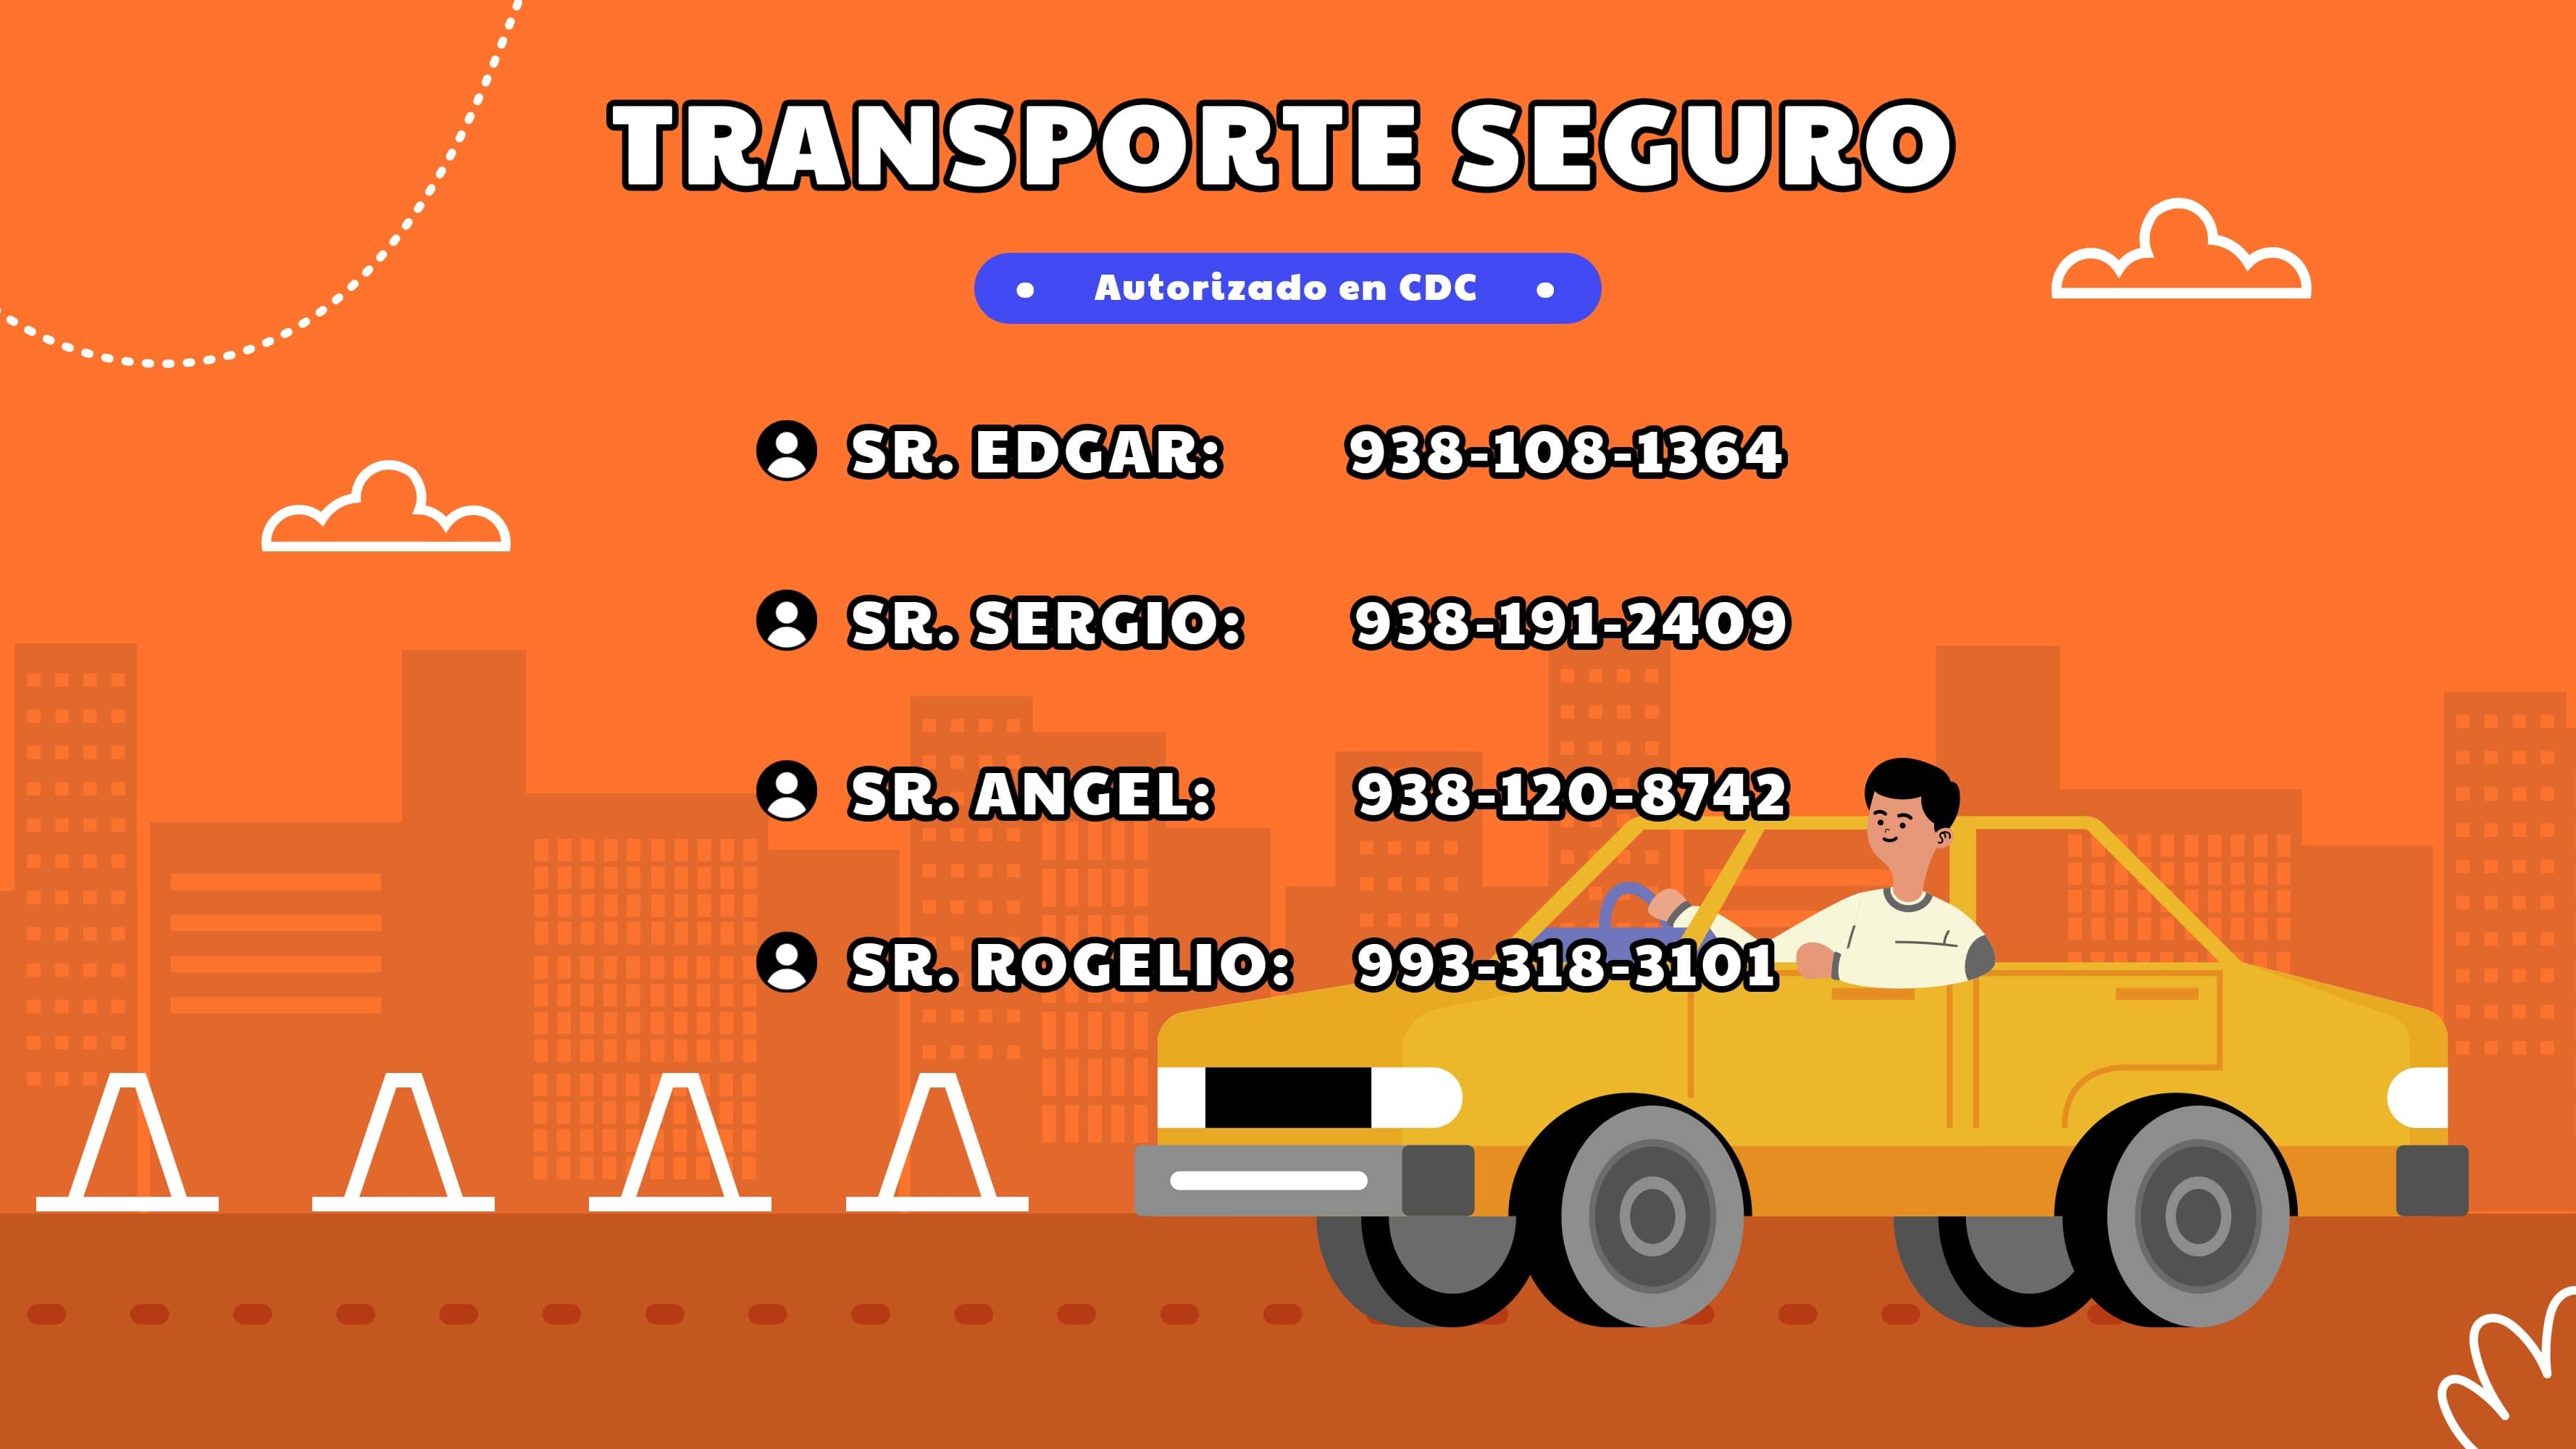 TRANSPORTE SEGURO
Autorizado en CDC
SR. EDGAR: 938-108-1364
SR. SERGIO: 938-191-2409
SR. ANGEL: 938-120-8742
SR. ROGELIO: 993-318-3101